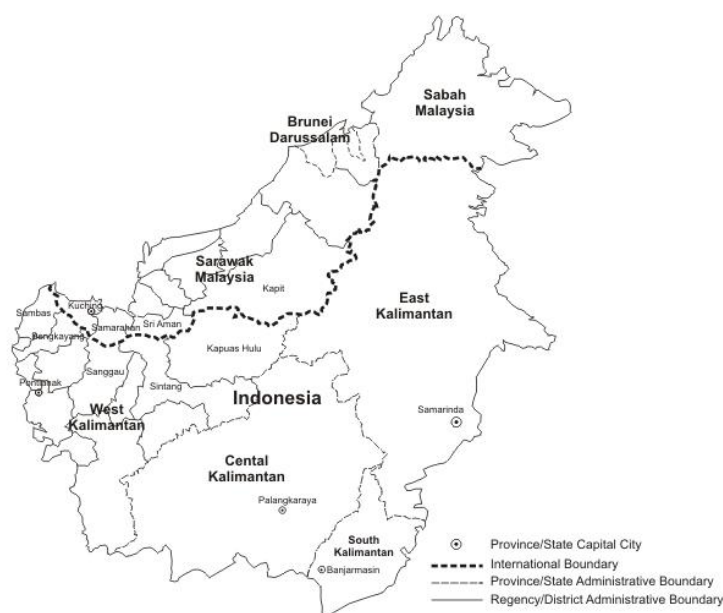 Sabah
Malaysia
Brunei
Darussalam
Sarawak
Malaysia
Kapit
Kuching
Sambas
Samarahan
Sri Aman
East
Kalimantan
Bengkayang
Kapuas Hulu
Sanggau
Pontianak
Sintang
Indonesia
West
Kalimantan
Samarinda
Cental
Kalimantan
Palangkaraya
South
Kalimantan
Banjarmasin
Province/State Capital City
International Boundary
Province/State Administrative Boundary
Regency/District Administrative Boundary